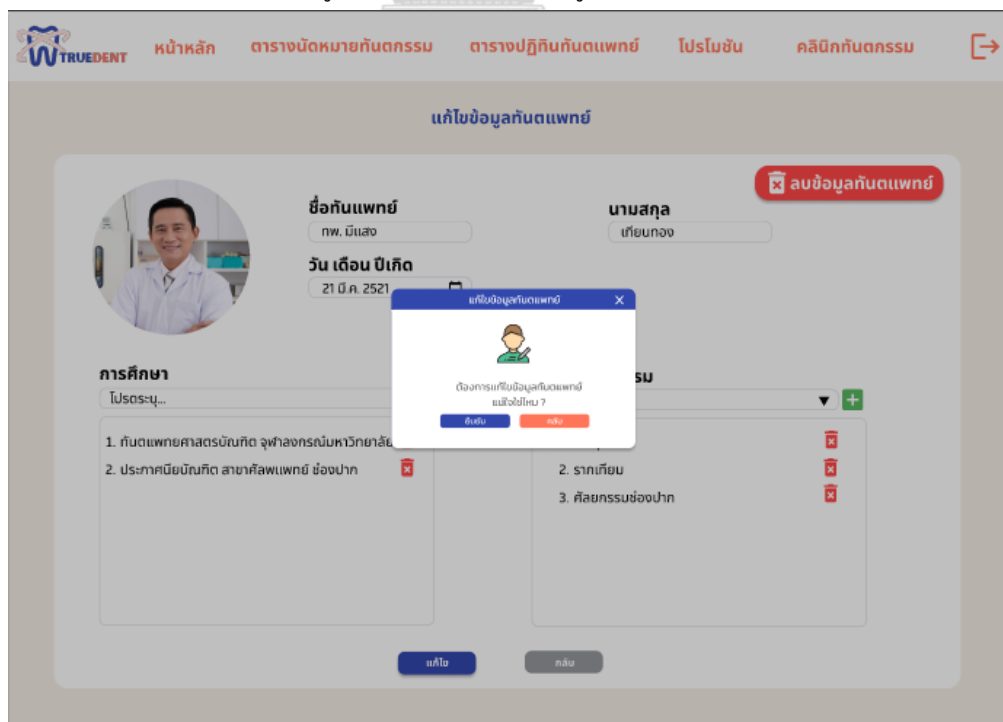 TRUEDENT
หน้าหลัก ตารางนัดหมายทันตกรรม ตารางปฏิทินทันตแพทย์ โปรโมชัน คลินิกทันตกรรม
แก้ไขข้อมูลทันตแพทย์
ลบข้อมูลทันตแพทย์
ชื่อทันแพทย์ นามสกุล
ทพ. มีแสง เทียนทอง
วัน เดือน ปีเกิด
21 มี.ค. 2521
แก้ไขข้อมูลทันตแพทย์ X
ต้องการแก้ไขข้อมูลทันตแพทย์
แน่ใจใช่ไหม ?
ยืนยัน กลับ
การศึกษา
โปรดระบุ...
1. ทันตแพทยศาสตรบัณฑิต จุฬาลงกรณ์มหาวิทยาลัย
2. ประกาศนียบัณฑิต สาขาศัลพแพทย์ ช่องปาก
2. รากเทียม
3. ศัลยกรรมช่องปาก
แก้ไข กลับ